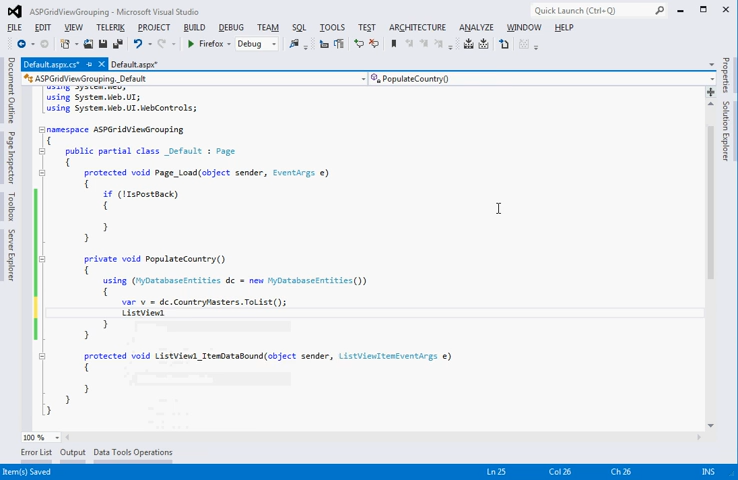 ASPGridViewGrouping - Microsoft Visual Studio
Quick Launch (Ctrl+Q)
FILE EDIT VIEW TELERIK PROJECT BUILD DEBUG TEAM SQL TOOLS TEST ARCHITECTURE ANALYZE WINDOW HELP
Firefox Debug
Default.aspx.cs* Default.aspx*
ASPGridViewGrouping._Default PopulateCountry()
Document Outline
Page Inspector
Toolbox
Server Explorer
using System.Web;
using System.Web.UI;
using System.Web.UI.WebControls;
namespace ASPGridViewGrouping
{
public partial class _Default : Page
{
protected void Page_Load(object sender, EventArgs e)
{
if (!IsPostBack)
{
}
}
private void PopulateCountry()
{
using (MyDatabaseEntities dc = new MyDatabaseEntities())
{
var v = dc.CountryMasters.ToList();
ListView1
}
}
protected void ListView1_ItemDataBound(object sender, ListViewItemEventArgs e)
{
}
}
}
Properties
Solution Explorer
100 %
Error List Output Data Tools Operations
Item(s) Saved Ln 25 Col 26 Ch 26 INS